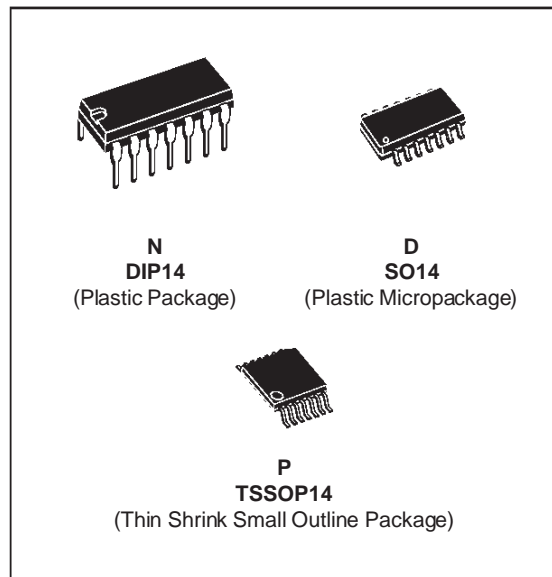 N
DIP14
(Plastic Package)
D
SO14
(Plastic Micropackage)
P
TSSOP14
(Thin Shrink Small Outline Package)